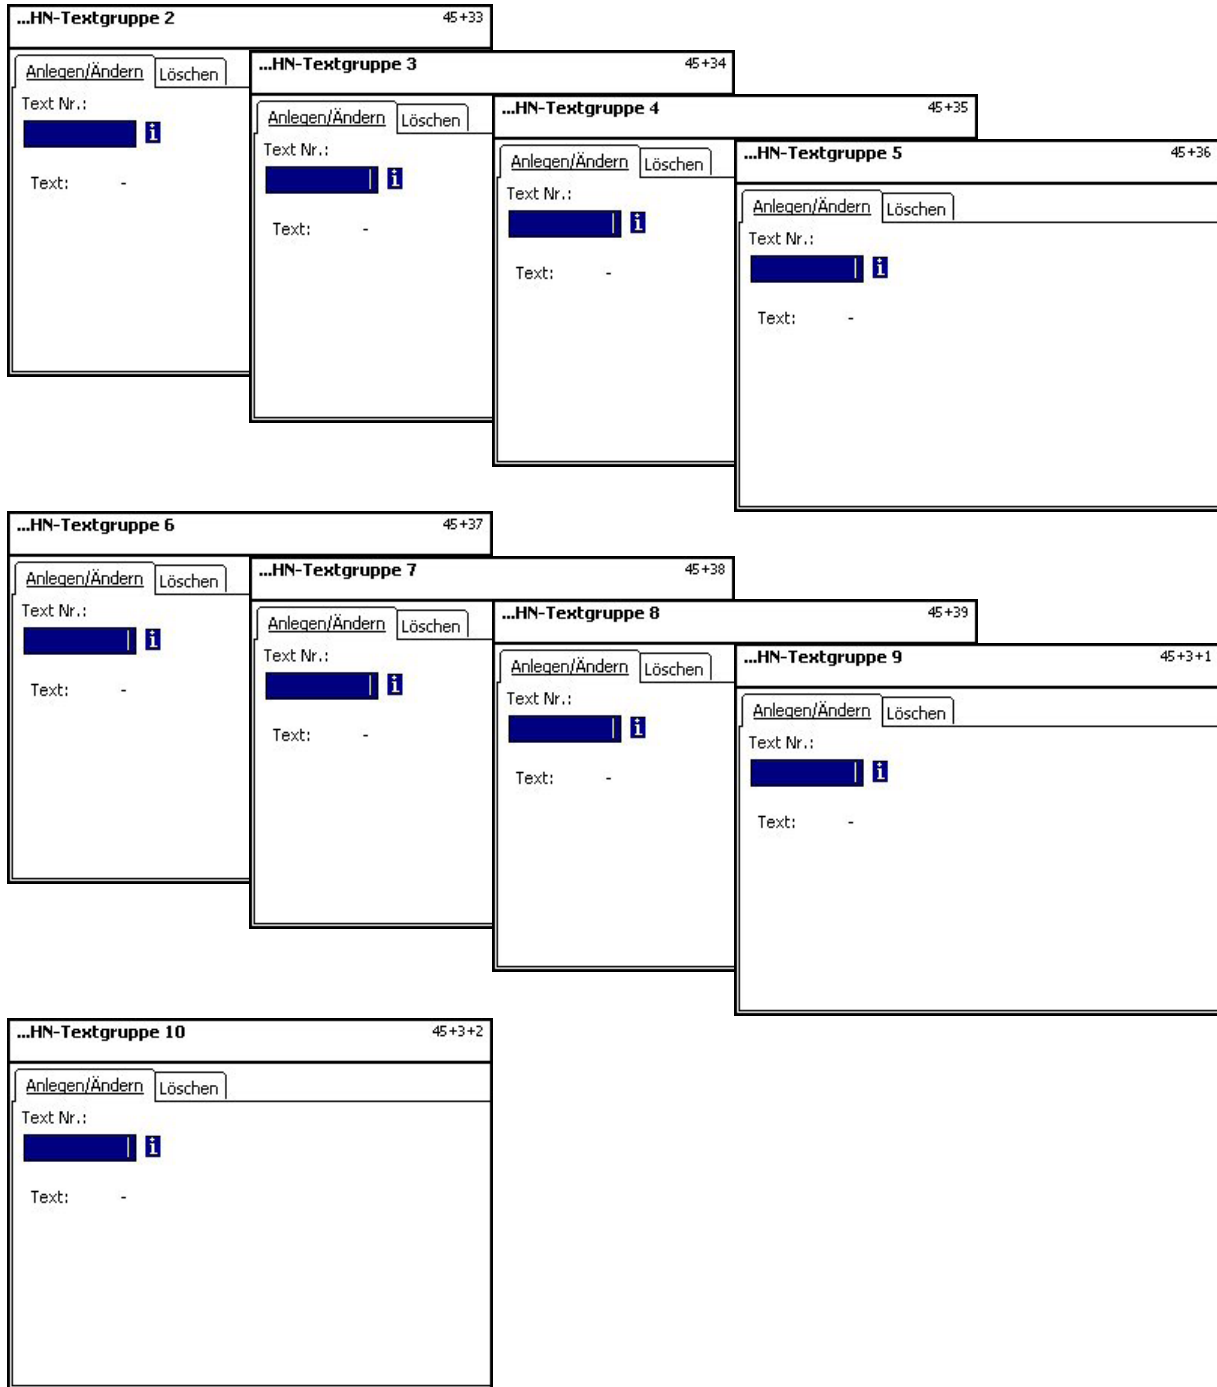 ...HN-Textgruppe 2 45+33
Anlegen/Ändern Löschen
Text Nr.:
i
Text: -
...HN-Textgruppe 3 45+34
Anlegen/Ändern Löschen
Text Nr.:
i
Text: -
...HN-Textgruppe 4 45+35
Anlegen/Ändern Löschen
Text Nr.:
i
Text: -
...HN-Textgruppe 5 45+36
Anlegen/Ändern Löschen
Text Nr.:
i
Text: -
...HN-Textgruppe 6 45+37
Anlegen/Ändern Löschen
Text Nr.:
i
Text: -
...HN-Textgruppe 7 45+38
Anlegen/Ändern Löschen
Text Nr.:
i
Text: -
...HN-Textgruppe 8 45+39
Anlegen/Ändern Löschen
Text Nr.:
i
Text: -
...HN-Textgruppe 9 45+3+1
Anlegen/Ändern Löschen
Text Nr.:
i
Text: -
...HN-Textgruppe 10 45+3+2
Anlegen/Ändern Löschen
Text Nr.:
i
Text: -